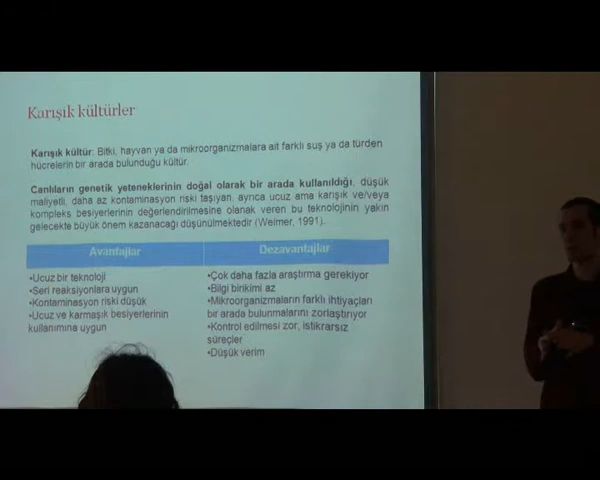 Karışık kültürler
Karışık kültür: Bitki, hayvan ya da mikroorganizmalara ait farklı suş ya da türden
hücrelerin bir arada bulunduğu kültür.
Canlıların genetik yeteneklerinin doğal olarak bir arada kullanıldığı, düşük
maliyetli, daha az kontaminasyon riski taşıyan, ayrıca ucuz ama karışık ve/veya
kompleks besiyerlerinin değerlendirilmesine olanak veren bu teknolojinin yakın
gelecekte büyük önem kazanacağı düşünülmektedir (Weimer, 1991).
Avantajlar
•Ucuz bir teknoloji
•Seri reaksiyonlara uygun
•Kontaminasyon riski düşük
•Ucuz ve karmaşık besiyerlerinin
kullanımına uygun
Dezavantajlar
•Çok daha fazla araştırma gerekiyor
•Bilgi birikimi az
•Mikroorganizmaların farklı ihtiyaçları
bir arada bulunmalarını zorlaştırıyor
•Kontrol edilmesi zor, istikrarsız
süreçler
•Düşük verim